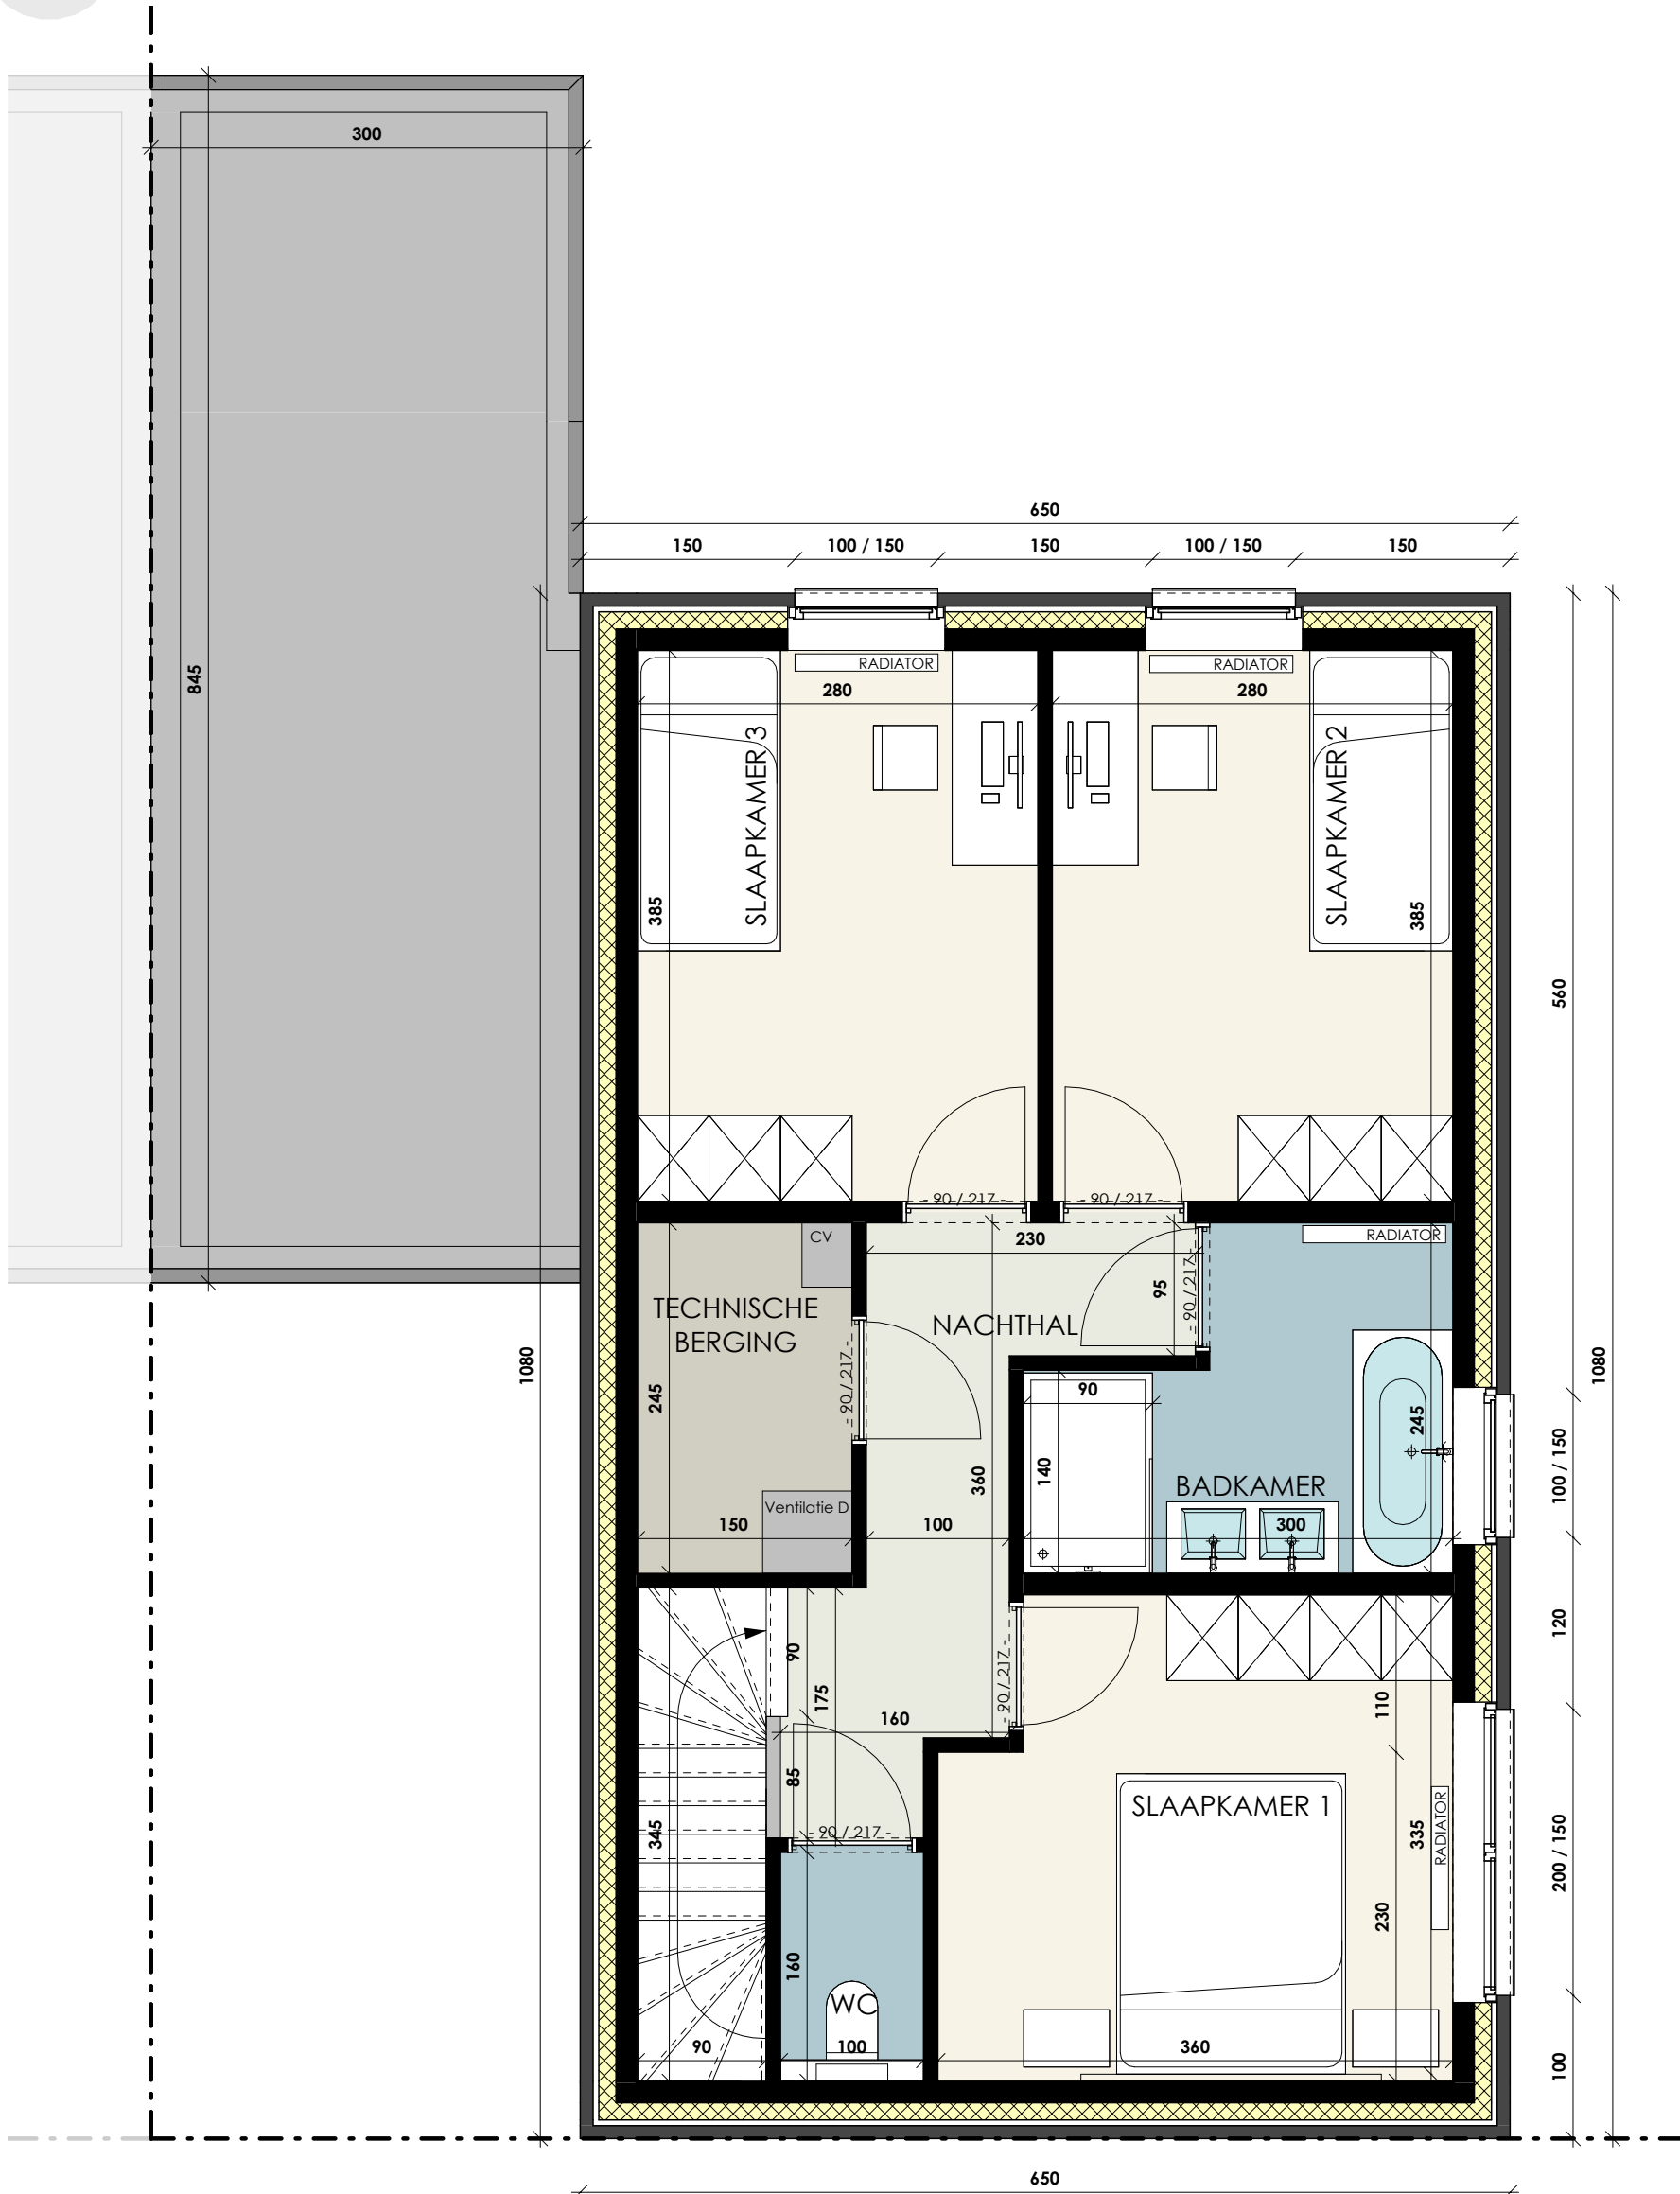 300
650
150
100 / 150
150
100 / 150
150
RADIATOR
RADIATOR
280
280
845
SLAAPKAMER 3
SLAAPKAMER 2
385
385
560
- 90 / 217 -
- 90 / 217 -
CV
230
RADIATOR
- 90 / 217 -
95
TECHNISCHE
BERGING
NACHTHAL
1080
1080
245
- 90 / 217 -
90
245
360
140
100 / 150
BADKAMER
Ventilatie D
150
100
300
90
175
- 90 / 217 -
120
110
160
85
SLAAPKAMER 1
- 90 / 217 -
345
335
RADIATOR
200 / 150
230
160
WC
90
100
360
100
650